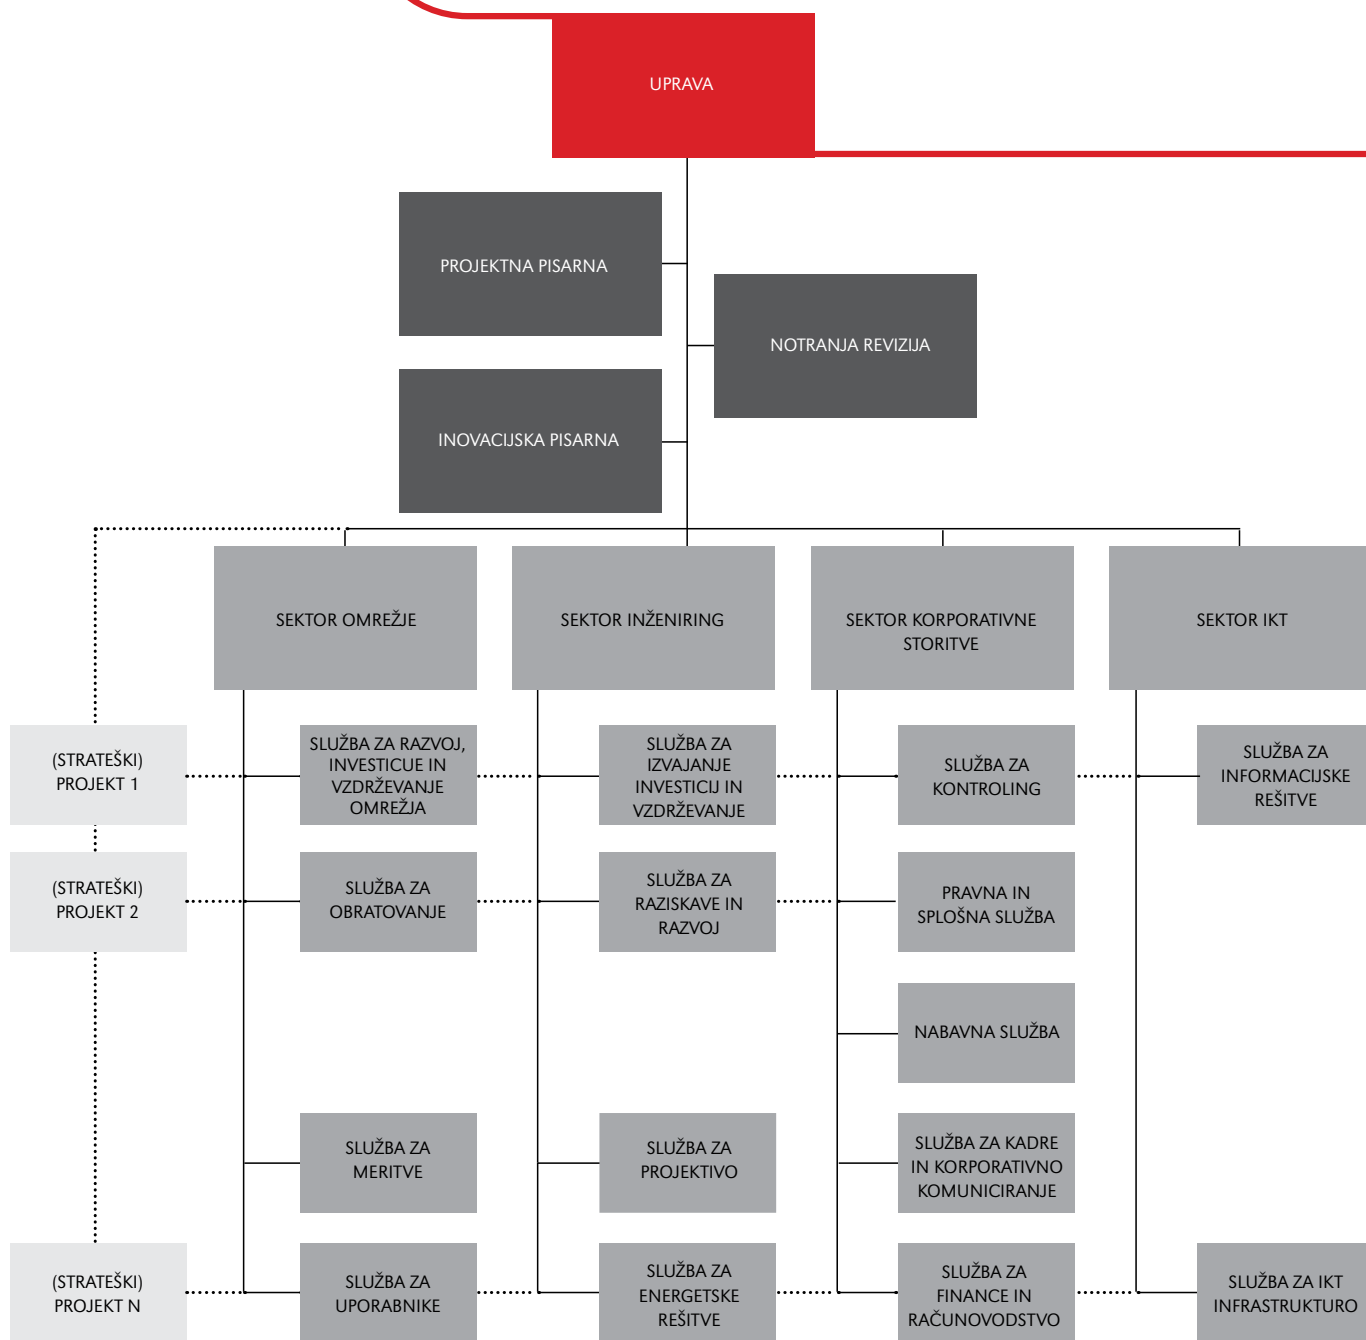 UPRAVA
PROJEKTNA PISARNA
NOTRANJA REVIZIJA
INOVACIJSKA PISARNA
SEKTOR OMREŽJE
SEKTOR INŽENIRING
SEKTOR KORPORATIVNE
STORITVE
SEKTOR IKT
(STRATEŠKI)
PROJEKT 1
SLUŽBA ZA RAZVOJ,
INVESTICUE IN
VZDRŽEVANJE
OMREŽJA
SLUŽBA ZA
IZVAJANJE
INVESTICIJ IN
VZDRŽEVANJE
SLUŽBA ZA
KONTROLING
SLUŽBA ZA
INFORMACIJSKE
REŠITVE
(STRATEŠKI)
PROJEKT 2
SLUŽBA ZA
OBRATOVANJE
SLUŽBA ZA
RAZISKAVE IN
RAZVOJ
PRAVNA IN
SPLOŠNA SLUŽBA
NABAVNA SLUŽBA
SLUŽBA ZA
MERITVE
SLUŽBA ZA
PROJEKTIVO
SLUŽBA ZA KADRE
IN KORPORATIVNO
KOMUNICIRANJE
(STRATEŠKI)
PROJEKT N
SLUŽBA ZA
UPORABNIKE
SLUŽBA ZA
ENERGETSKE
REŠITVE
SLUŽBA ZA
FINANCE IN
RAČUNOVODSTVO
SLUŽBA ZA IKT
INFRASTRUKTURO